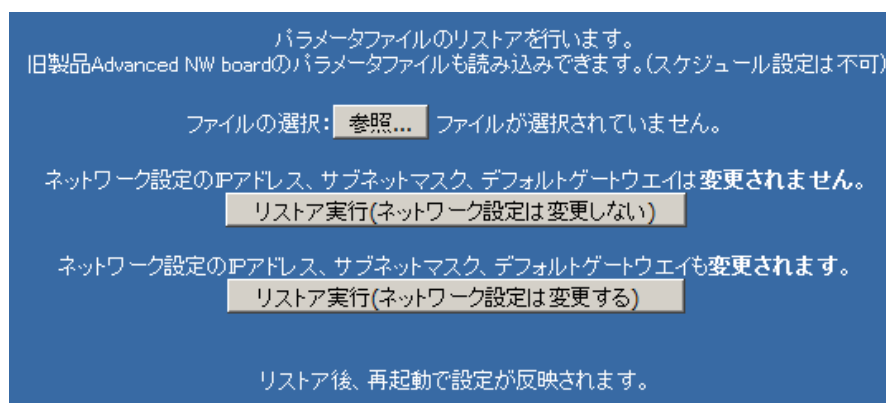 パラメータファイルのリストアを行います。
旧製品Advanced NW boardのパラメータファイルも読み込みできます。(スケジュール設定は不可)
ファイルの選択: 参照... ファイルが選択されていません。
ネットワーク設定のIPアドレス、サブネットマスク、デフォルトゲートウエイは変更されません。
リストア実行(ネットワーク設定は変更しない)
ネットワーク設定のIPアドレス、サブネットマスク、デフォルトゲートウエイも変更されます。
リストア実行(ネットワーク設定は変更する)
リストア後、再起動で設定が反映されます。